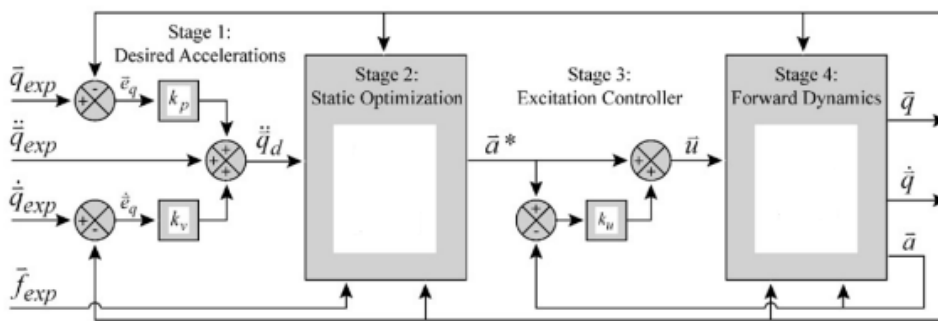 Stage 1:
Desired Accelerations
Stage 2:
Static Optimization
Stage 3:
Excitation Controller
Stage 4:
Forward Dynamics
q̄exp
- +
ēq
kp
q̈̄exp
+ + +
q̈̄d
ā*
+ +
ū
q̄
q̇̄exp
+ -
ė̄q
kv
+ -
ku
q̇̄
ā
f̄exp